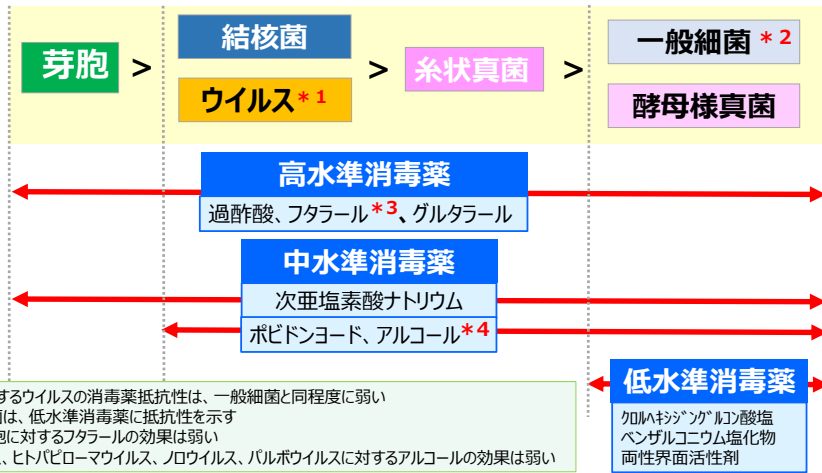 芽胞 > 結核菌 > 糸状真菌 > 一般細菌 *2
ウイルス*1
酵母様真菌
高水準消毒薬
過酢酸、フタラール*3、グルタラール
中水準消毒薬
次亜塩素酸ナトリウム
ポビドンヨード、アルコール*4
低水準消毒薬
クロルヘキシジングルコン酸塩
ベンザルコニウム塩化物
両性界面活性剤
するウイルスの消毒薬抵抗性は、一般細菌と同程度に弱い
は、低水準消毒薬に抵抗性を示す
に対するフタラールの効果は弱い
、ヒトパピローマウイルス、ノロウイルス、パルボウイルスに対するアルコールの効果は弱い